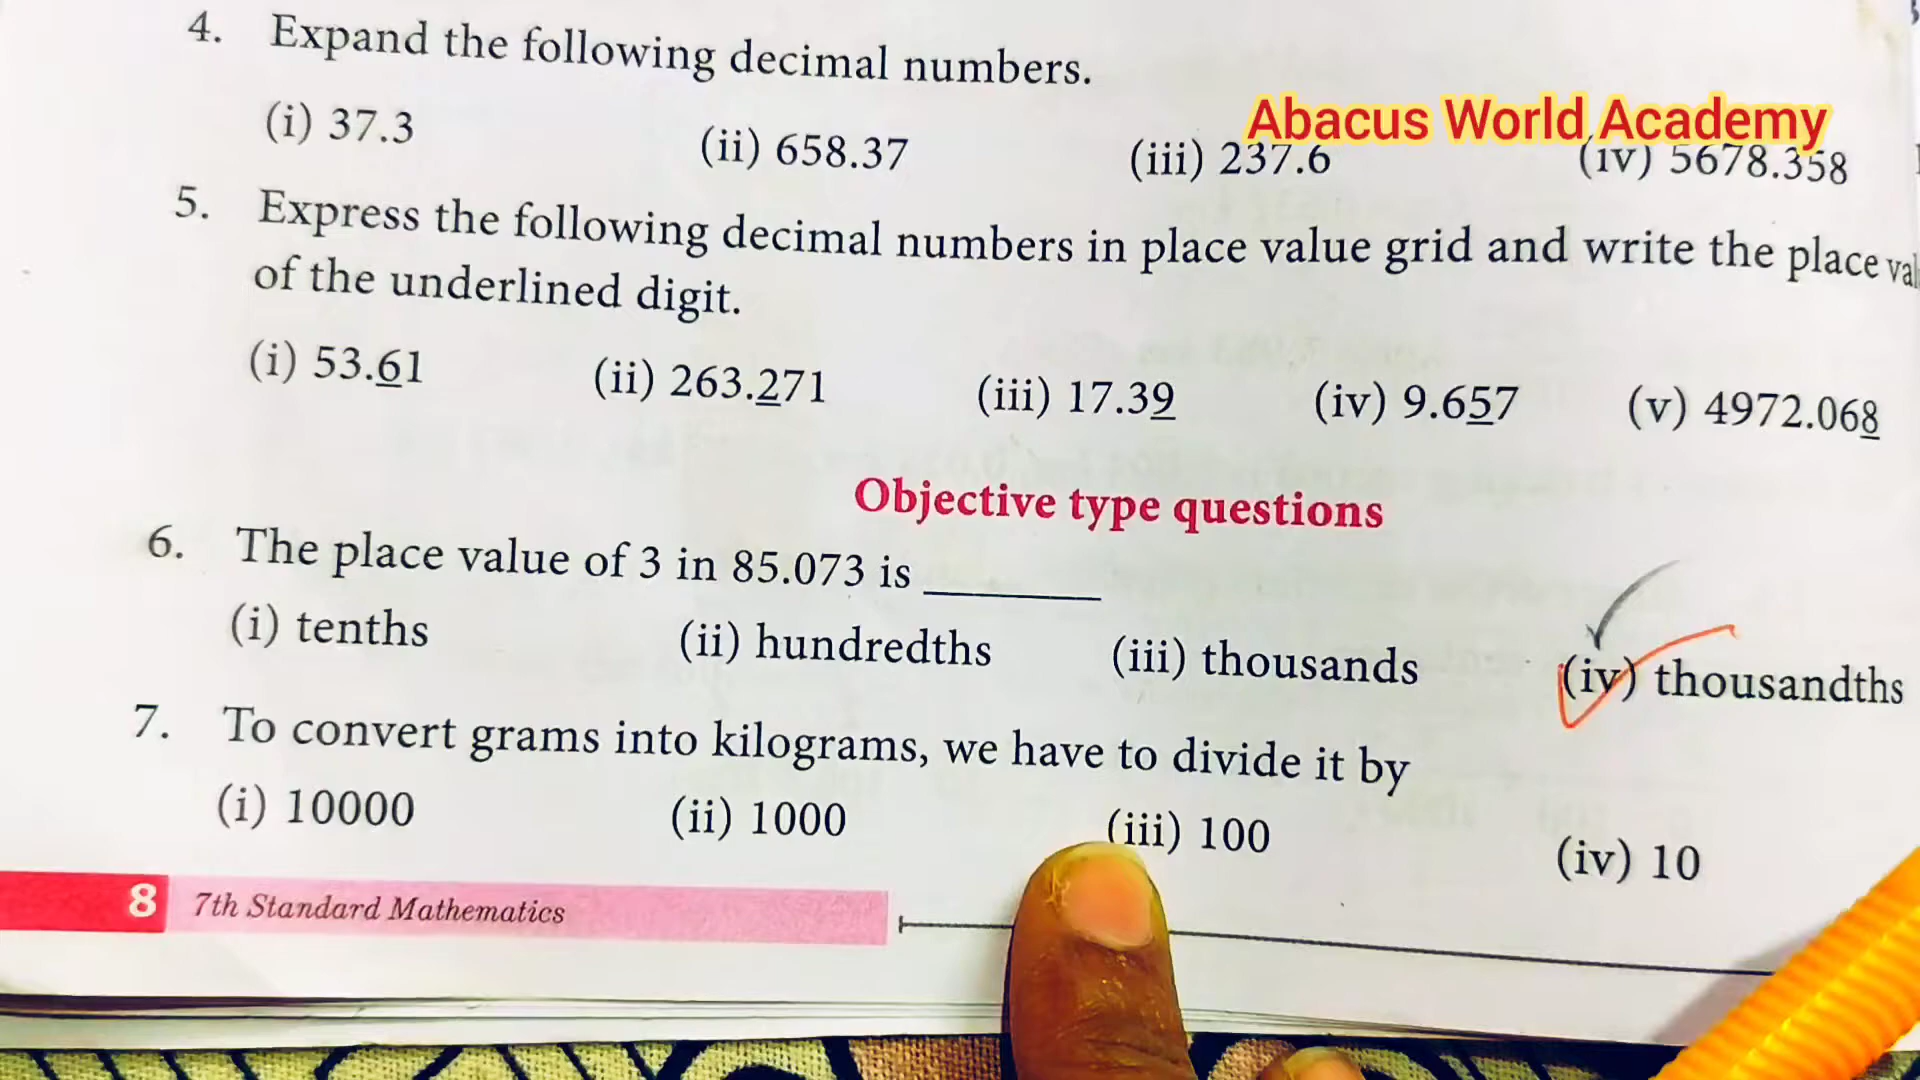 4. Expand the following decimal numbers.
Abacus World Academy
(i) 37.3 (ii) 658.37 (iii) 237.6 (iv) 5678.358
5. Express the following decimal numbers in place value grid and write the place val
of the underlined digit.
(i) 53.61 (ii) 263.271 (iii) 17.39 (iv) 9.657 (v) 4972.068
Objective type questions
6. The place value of 3 in 85.073 is ________
(i) tenths (ii) hundredths (iii) thousands (iv) thousandths
7. To convert grams into kilograms, we have to divide it by
(i) 10000 (ii) 1000 (iii) 100 (iv) 10
8 7th Standard Mathematics